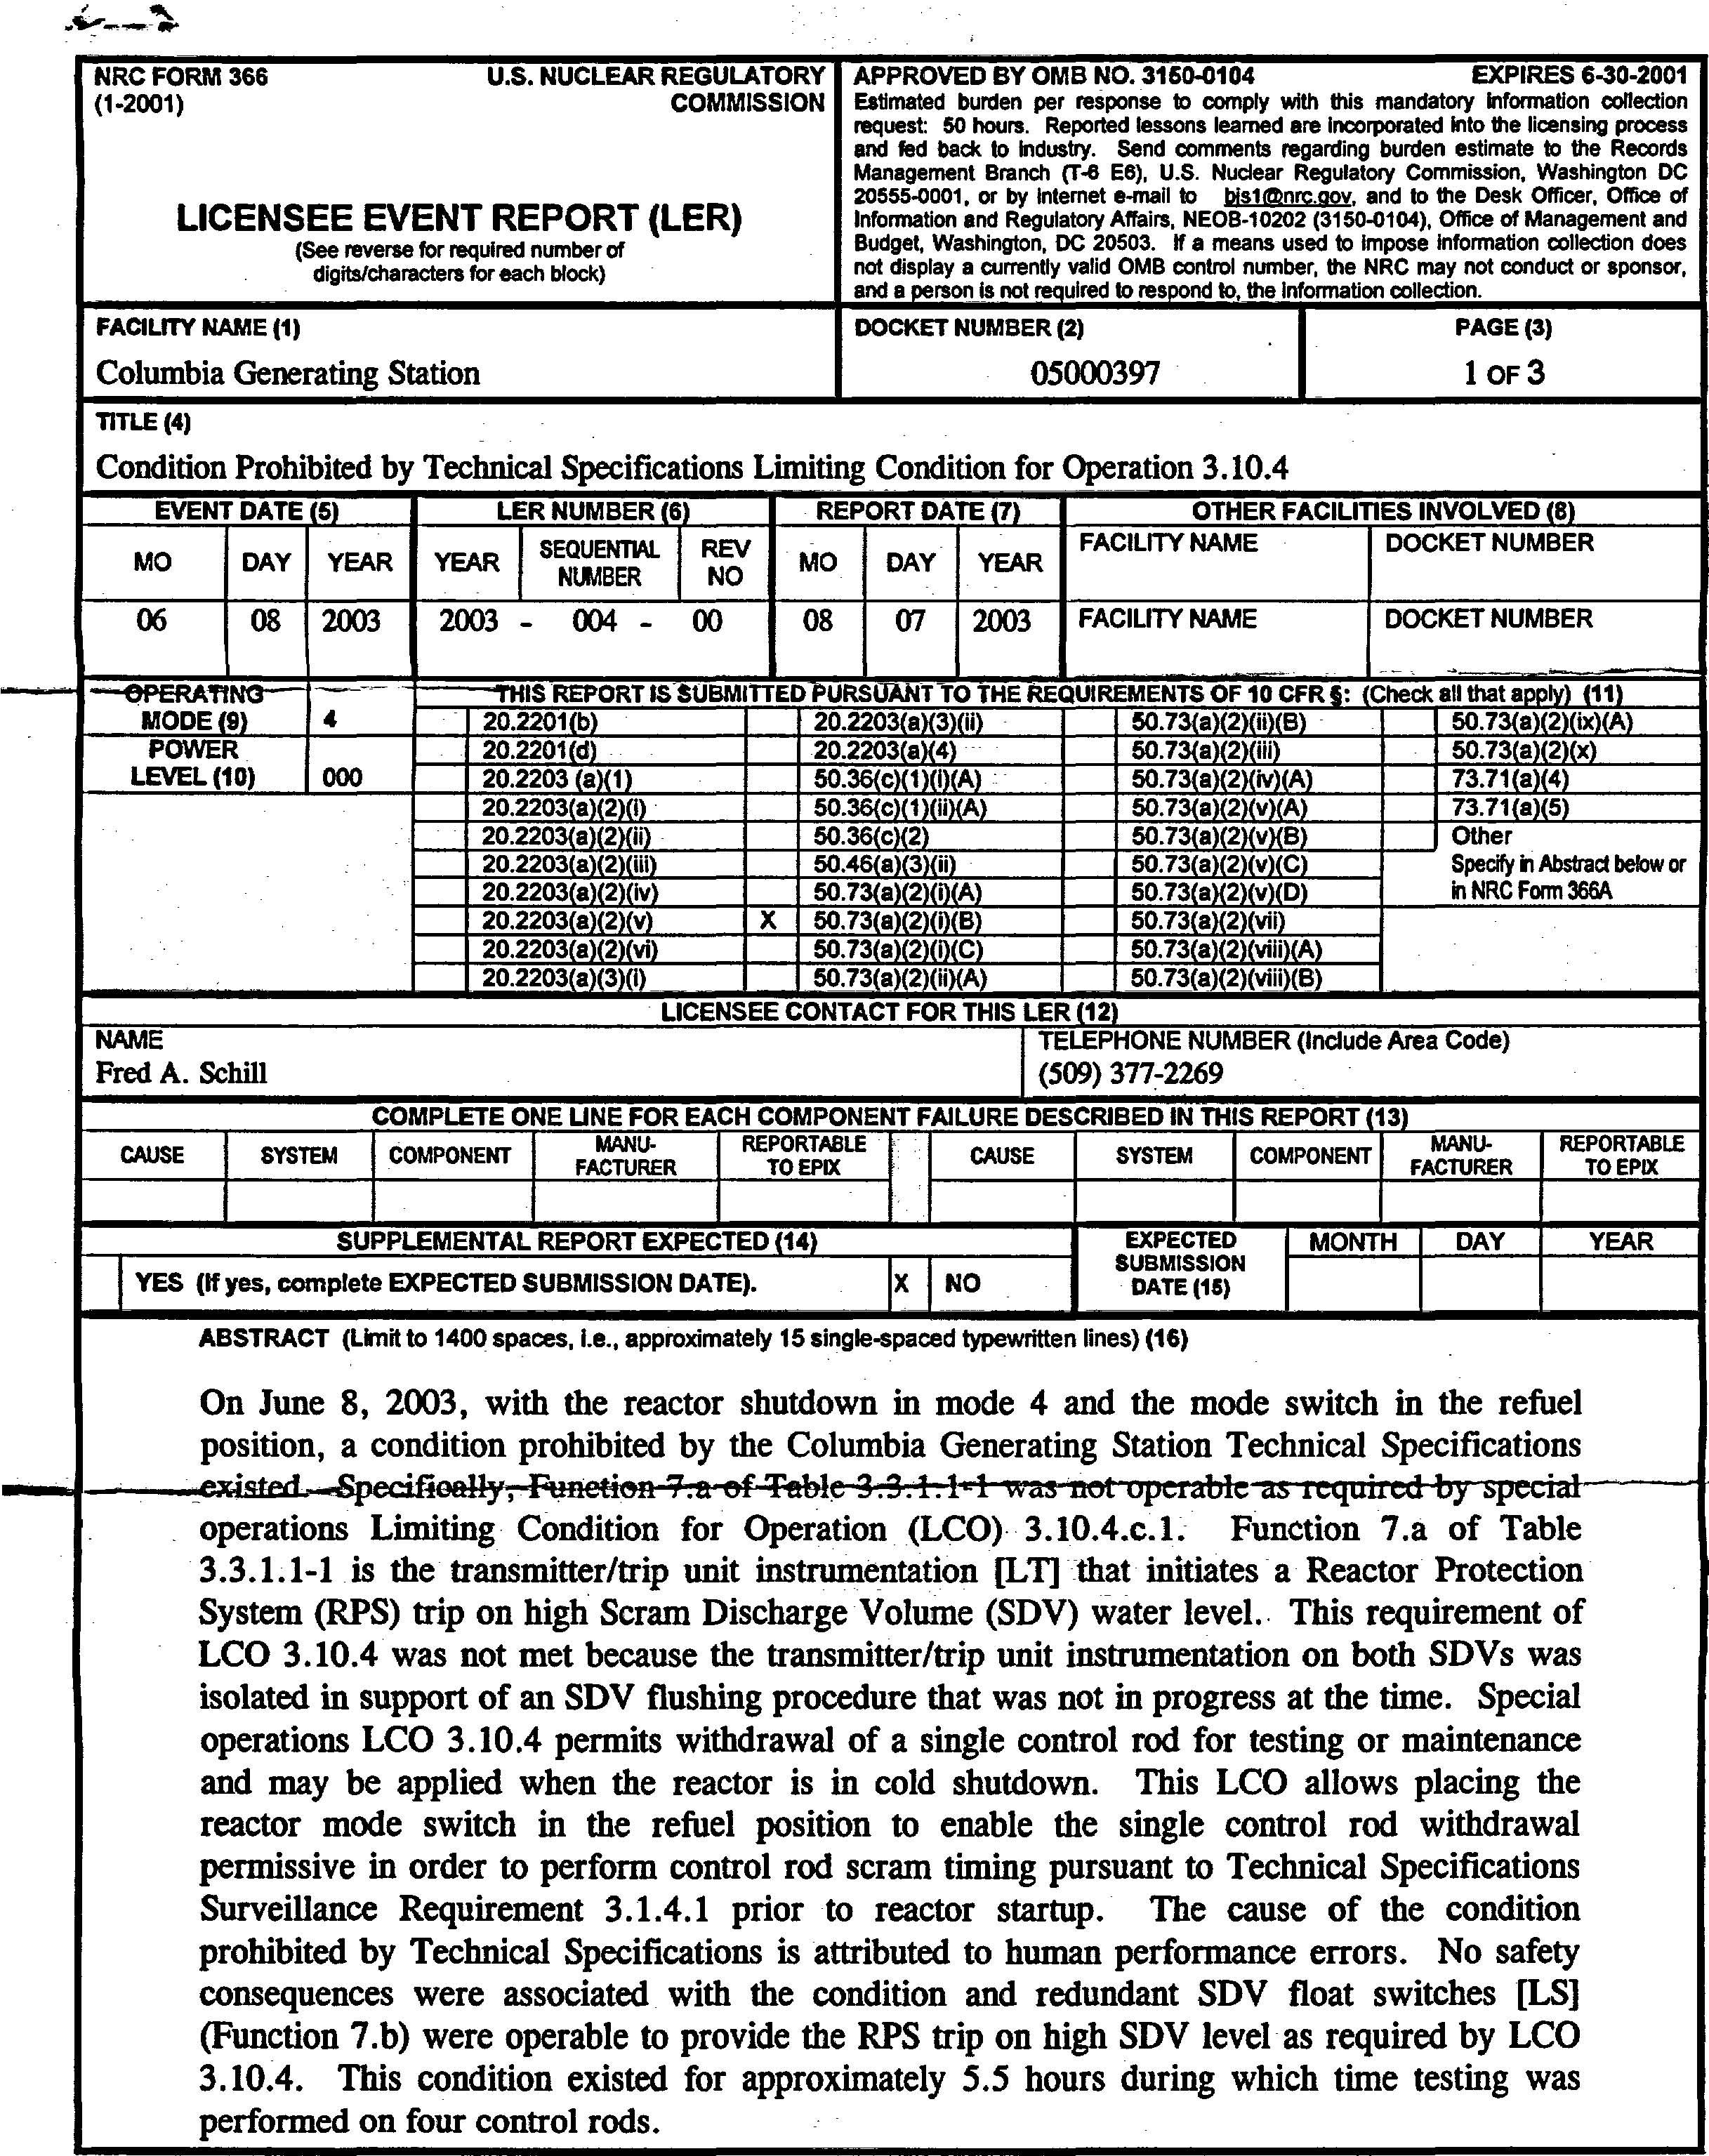 NRC FORM 366 U.S. NUCLEAR REGULATORY
(1-2001) COMMISSION
LICENSEE EVENT REPORT (LER)
(See reverse for required number of
digits/characters for each block)
APPROVED BY OMB NO. 3150-0104 EXPIRES 6-30-2001
Estimated burden per response to comply with this mandatory information collection
request: 50 hours. Reported lessons learned are incorporated into the licensing process
and fed back to industry. Send comments regarding burden estimate to the Records
Management Branch (T-6 E6), U.S. Nuclear Regulatory Commission, Washington DC
20555-0001, or by internet e-mail to bjs1@nrc.gov, and to the Desk Officer, Office of
Information and Regulatory Affairs, NEOB-10202 (3150-0104), Office of Management and
Budget, Washington, DC 20503. If a means used to impose information collection does
not display a currently valid OMB control number, the NRC may not conduct or sponsor,
and a person is not required to respond to, the information collection.
FACILITY NAME (1) DOCKET NUMBER (2) PAGE (3)
Columbia Generating Station 05000397 1 OF 3
TITLE (4)
Condition Prohibited by Technical Specifications Limiting Condition for Operation 3.10.4
EVENT DATE (5) LER NUMBER (6) REPORT DATE (7) OTHER FACILITIES INVOLVED (8)
MO DAY YEAR YEAR SEQUENTIAL NUMBER REV NO MO DAY YEAR FACILITY NAME DOCKET NUMBER
06 08 2003 2003 - 004 - 00 08 07 2003 FACILITY NAME DOCKET NUMBER
OPERATING MODE (9) 4 THIS REPORT IS SUBMITTED PURSUANT TO THE REQUIREMENTS OF 10 CFR §: (Check all that apply) (11)
20.2201(b) 20.2203(a)(3)(ii) 50.73(a)(2)(ii)(B) 50.73(a)(2)(ix)(A)
POWER LEVEL (10) 000 20.2201(d) 20.2203(a)(4) 50.73(a)(2)(iii) 50.73(a)(2)(x)
20.2203 (a)(1) 50.36(c)(1)(i)(A) 50.73(a)(2)(iv)(A) 73.71(a)(4)
20.2203(a)(2)(i) 50.36(c)(1)(ii)(A) 50.73(a)(2)(v)(A) 73.71(a)(5)
20.2203(a)(2)(ii) 50.36(c)(2) 50.73(a)(2)(v)(B) Other
20.2203(a)(2)(iii) 50.46(a)(3)(ii) 50.73(a)(2)(v)(C) Specify in Abstract below or
20.2203(a)(2)(iv) 50.73(a)(2)(i)(A) 50.73(a)(2)(v)(D) in NRC Form 366A
20.2203(a)(2)(v) X 50.73(a)(2)(i)(B) 50.73(a)(2)(vii)
20.2203(a)(2)(vi) 50.73(a)(2)(i)(C) 50.73(a)(2)(viii)(A)
20.2203(a)(3)(i) 50.73(a)(2)(ii)(A) 50.73(a)(2)(viii)(B)
LICENSEE CONTACT FOR THIS LER (12)
NAME TELEPHONE NUMBER (Include Area Code)
Fred A. Schill (509) 377-2269
COMPLETE ONE LINE FOR EACH COMPONENT FAILURE DESCRIBED IN THIS REPORT (13)
CAUSE SYSTEM COMPONENT MANU-FACTURER REPORTABLE TO EPIX CAUSE SYSTEM COMPONENT MANU-FACTURER REPORTABLE TO EPIX
SUPPLEMENTAL REPORT EXPECTED (14) EXPECTED SUBMISSION DATE (15) MONTH DAY YEAR
YES (If yes, complete EXPECTED SUBMISSION DATE). X NO
ABSTRACT (Limit to 1400 spaces, i.e., approximately 15 single-spaced typewritten lines) (16)
On June 8, 2003, with the reactor shutdown in mode 4 and the mode switch in the refuel
position, a condition prohibited by the Columbia Generating Station Technical Specifications
existed. Specifically, Function 7.a of Table 3.3.1.1-1 was not operable as required by special
operations Limiting Condition for Operation (LCO) 3.10.4.c.1. Function 7.a of Table
3.3.1.1-1 is the transmitter/trip unit instrumentation [LT] that initiates a Reactor Protection
System (RPS) trip on high Scram Discharge Volume (SDV) water level. This requirement of
LCO 3.10.4 was not met because the transmitter/trip unit instrumentation on both SDVs was
isolated in support of an SDV flushing procedure that was not in progress at the time. Special
operations LCO 3.10.4 permits withdrawal of a single control rod for testing or maintenance
and may be applied when the reactor is in cold shutdown. This LCO allows placing the
reactor mode switch in the refuel position to enable the single control rod withdrawal
permissive in order to perform control rod scram timing pursuant to Technical Specifications
Surveillance Requirement 3.1.4.1 prior to reactor startup. The cause of the condition
prohibited by Technical Specifications is attributed to human performance errors. No safety
consequences were associated with the condition and redundant SDV float switches [LS]
(Function 7.b) were operable to provide the RPS trip on high SDV level as required by LCO
3.10.4. This condition existed for approximately 5.5 hours during which time testing was
performed on four control rods.